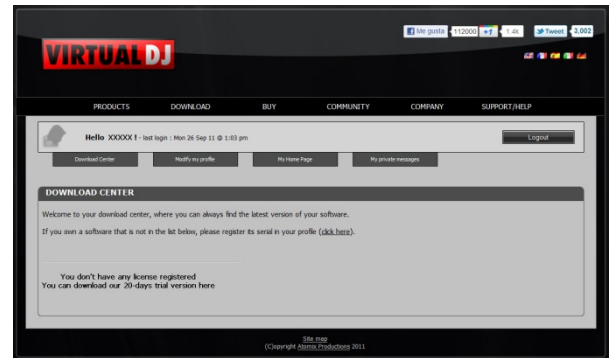 VIRTUAL DJ
Me gusta 112000 +1 1.4k Tweet 3,002
PRODUCTS DOWNLOAD BUY COMMUNITY COMPANY SUPPORT/HELP
Hello XXXXX ! - last login : Mon 26 Sep 11 @ 1:03 pm
Logout
Download Center Modify my profile My Home Page My private messages
DOWNLOAD CENTER
Welcome to your download center, where you can always find the latest version of your software.
If you own a software that is not in the list below, please register its serial in your profile (click here).
You don't have any license registered
You can download our 20-days trial version here
Site map
(C)opyright Atomix Productions 2011